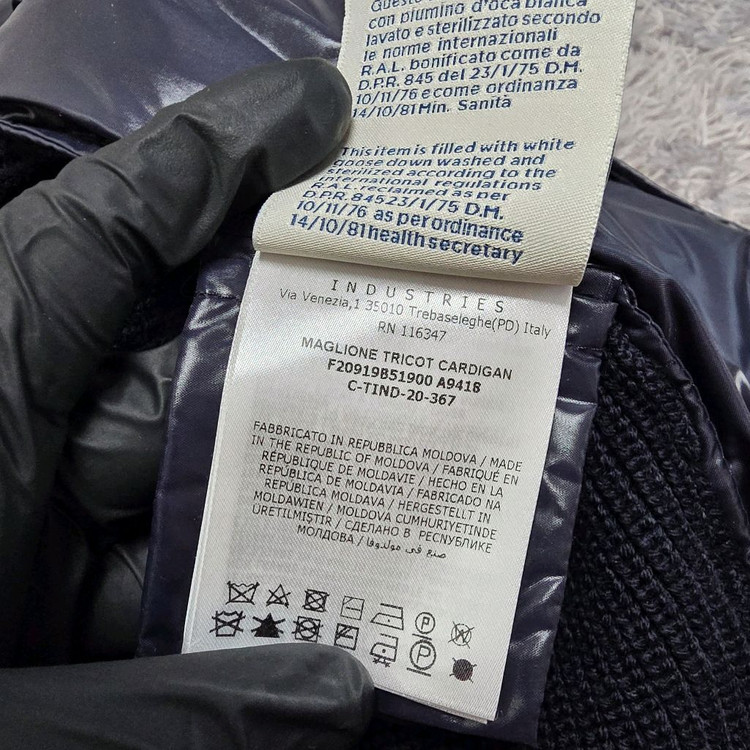 Questo
con piumino d'oca bianca
lavato e sterilizzato secondo
le norme internazionali
R.A.L. bonificato come da
D.P.R. 845 del 23/1/75 D.M.
10/11/76 e come ordinanza
14/10/81 Min. Sanità
This item is filled with white
goose down washed and
sterilized according to the
international regulations
R.A.L. reclaimed as per
D.P.R. 84523/1/75 D.M.
10/11/76 as per ordinance
14/10/81 health secretary
INDUSTRIES
Via Venezia,1 35010 Trebaseleghe(PD) Italy
RN 116347
MAGLIONE TRICOT CARDIGAN
F20919B51900 A9418
C-TIND-20-367
FABBRICATO IN REPUBBLICA MOLDOVA / MADE
IN THE REPUBLIC OF MOLDOVA / FABRIQUÉ EN
RÉPUBLIQUE DE MOLDAVIE / HECHO EN LA
REPÚBLICA DE MOLDAVIA / FABRICADO NA
REPÚBLICA MOLDAVA / HERGESTELLT IN
MOLDAWIEN / MOLDOVA CUMHURIYETINDE
ÜRETILMIŞTIR / СДЕЛАНО В РЕСПУБЛИКЕ
МОЛДОВА / صنع في مولدوفا
P
P